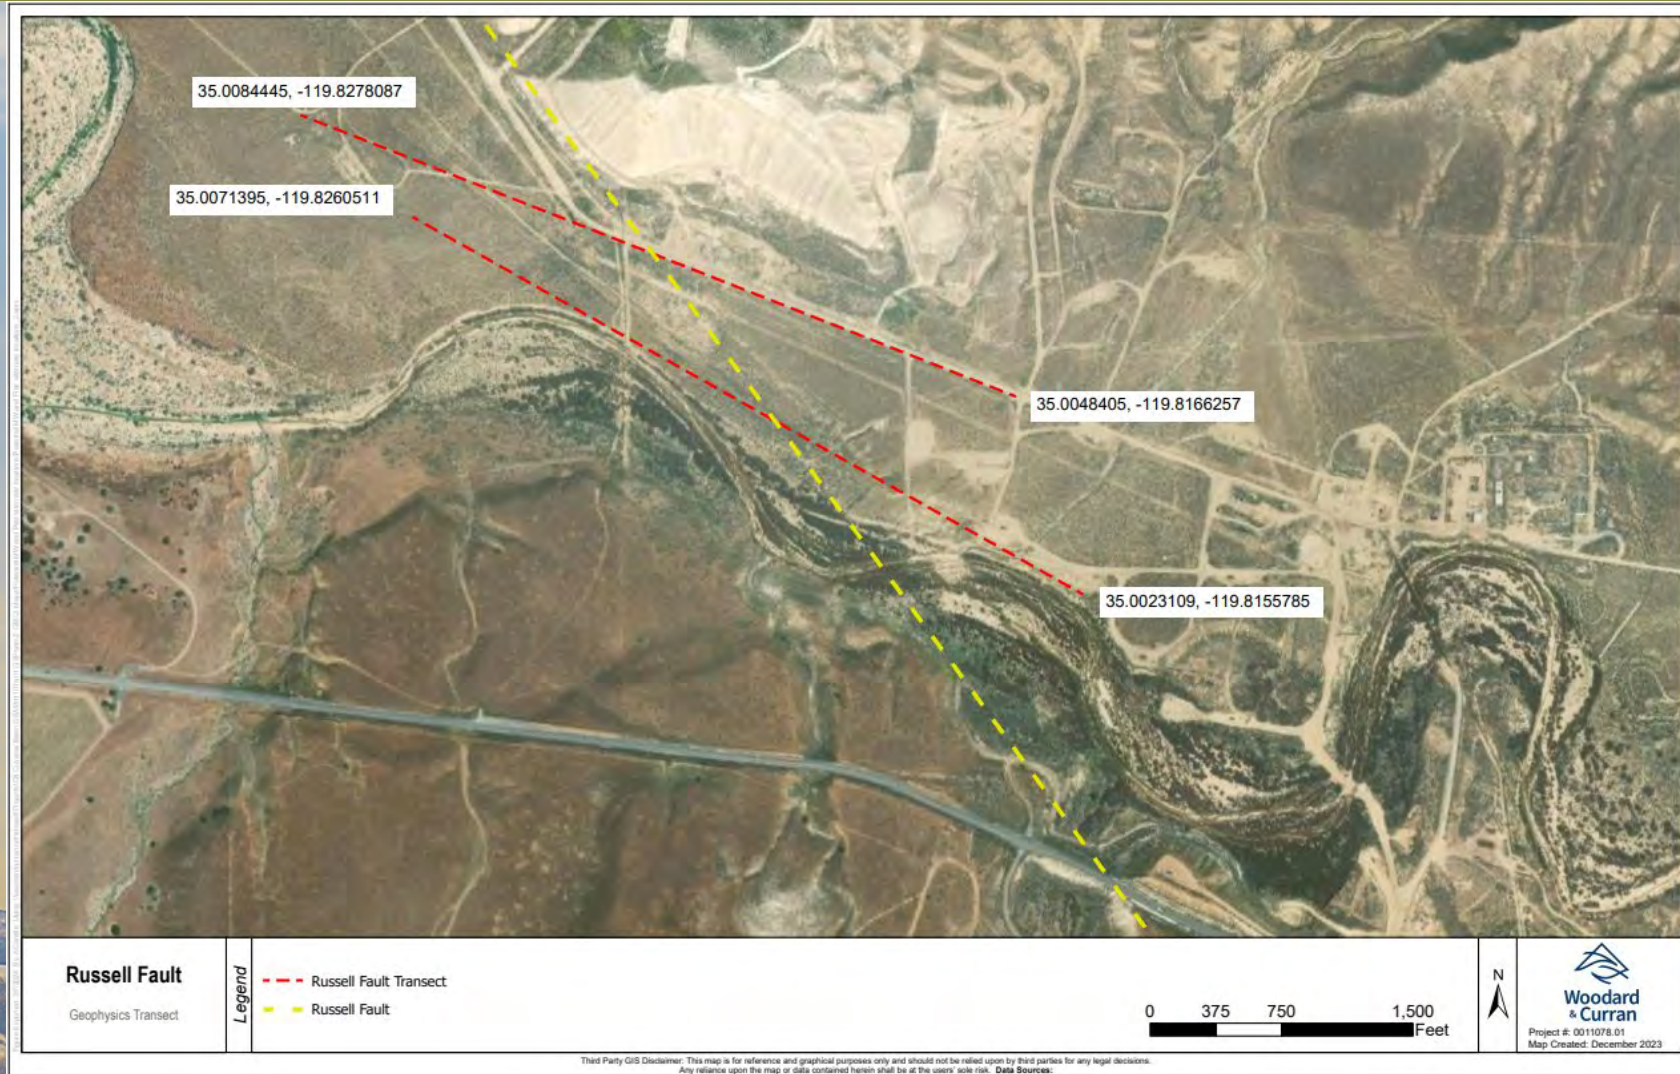 35.0084445, -119.8278087
35.0071395, -119.8260511
35.0048405, -119.8166257
35.0023109, -119.8155785
Russell Fault
Geophysics Transect
Legend
Russell Fault Transect
Russell Fault
0 375 750 1,500
Feet
N
Woodard
& Curran
Project #: 0011078.01
Map Created: December 2023
Third Party GIS Disclaimer: This map is for reference and graphical purposes only and should not be relied upon by third parties for any legal decisions.
Any reliance upon the map or data contained herein shall be at the users' sole risk. Data Sources: